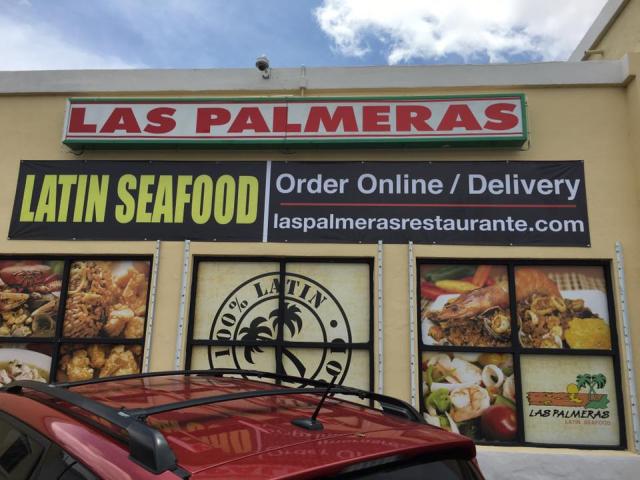 LAS PALMERAS
LATIN SEAFOOD
Order Online / Delivery
laspalmerasrestaurante.com
100% LATIN
LAS PALMERAS
LATIN SEAFOOD